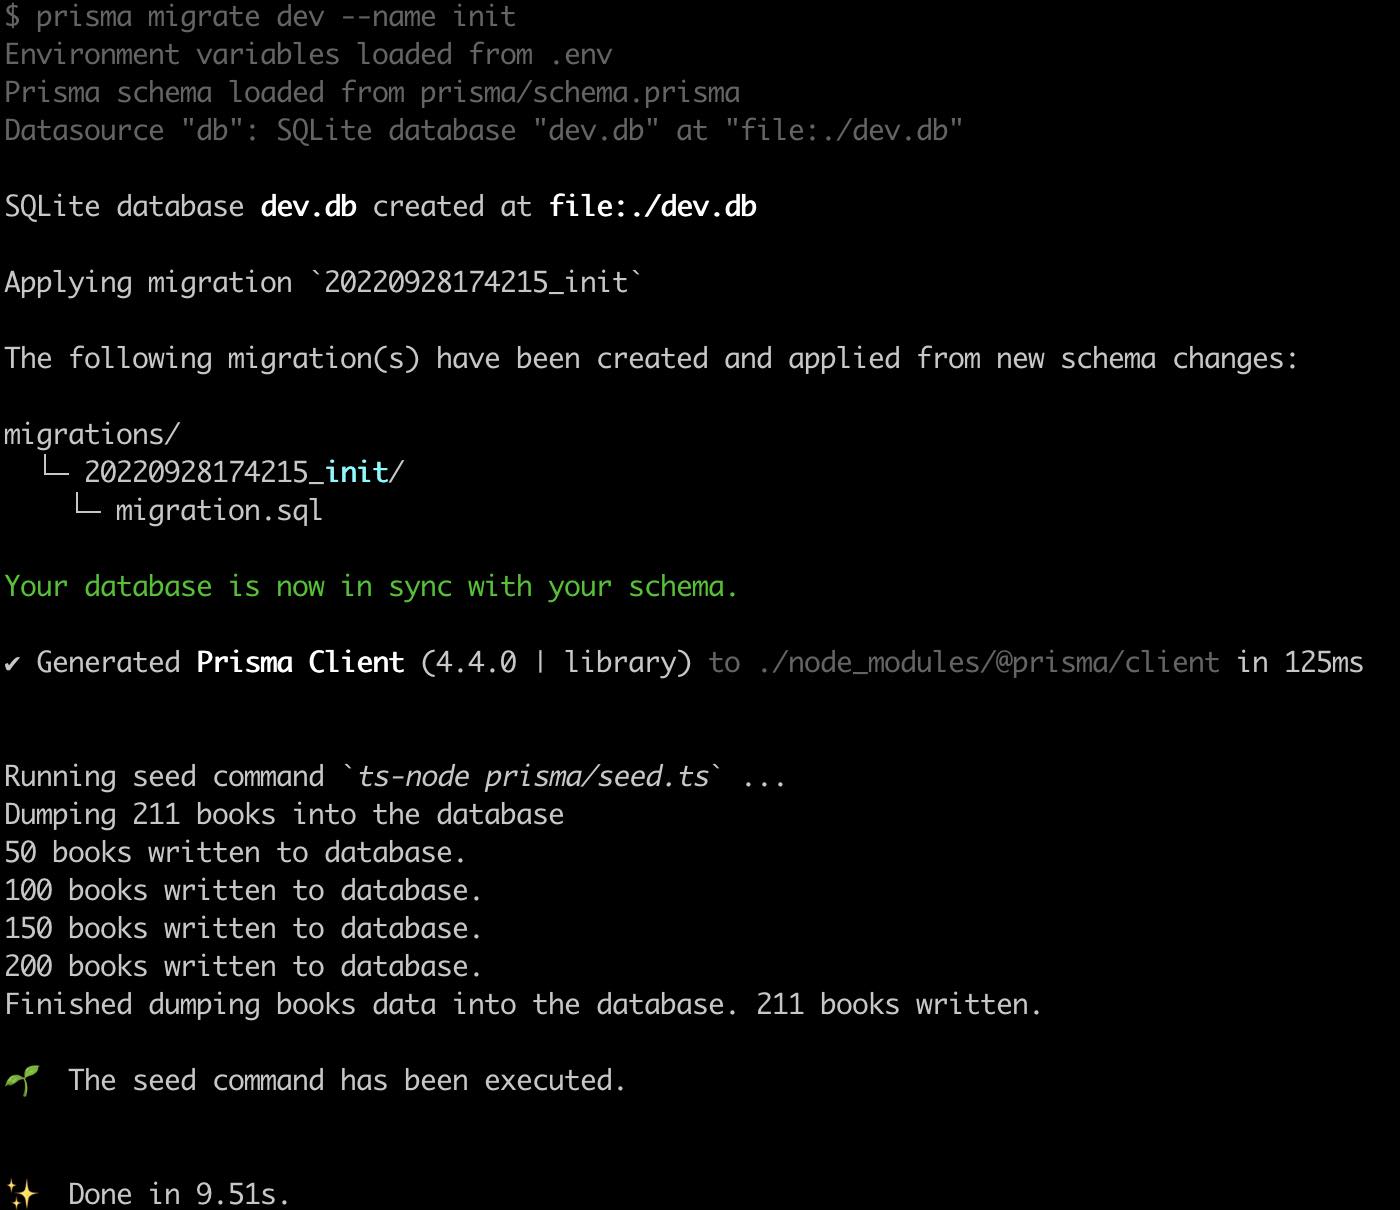 $ prisma migrate dev --name init
Environment variables loaded from .env
Prisma schema loaded from prisma/schema.prisma
Datasource "db": SQLite database "dev.db" at "file:./dev.db"
SQLite database dev.db created at file:./dev.db
Applying migration `20220928174215_init`
The following migration(s) have been created and applied from new schema changes:
migrations/
└─ 20220928174215_init/
└─ migration.sql
Your database is now in sync with your schema.
✔ Generated Prisma Client (4.4.0 | library) to ./node_modules/@prisma/client in 125ms
Running seed command `ts-node prisma/seed.ts` ...
Dumping 211 books into the database
50 books written to database.
100 books written to database.
150 books written to database.
200 books written to database.
Finished dumping books data into the database. 211 books written.
🌱 The seed command has been executed.
✨ Done in 9.51s.